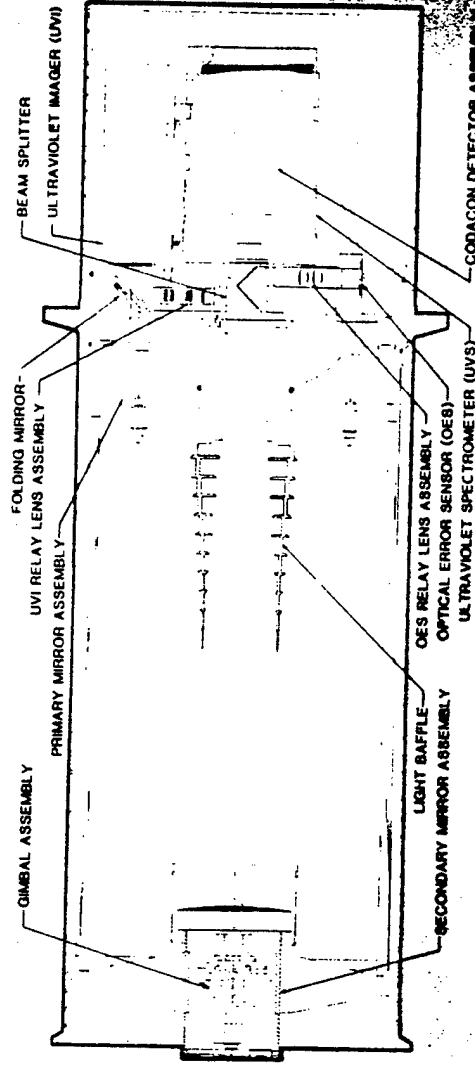 GIMBAL ASSEMBLY
PRIMARY MIRROR ASSEMBLY
UVI RELAY LENS ASSEMBLY
FOLDING MIRROR
BEAM SPLITTER
ULTRAVIOLET IMAGER (UVI)
SECONDARY MIRROR ASSEMBLY
LIGHT BAFFLE
OES RELAY LENS ASSEMBLY
OPTICAL ERROR SENSOR (OES)
ULTRAVIOLET SPECTROMETER (UVS)
CODACON DETECTOR